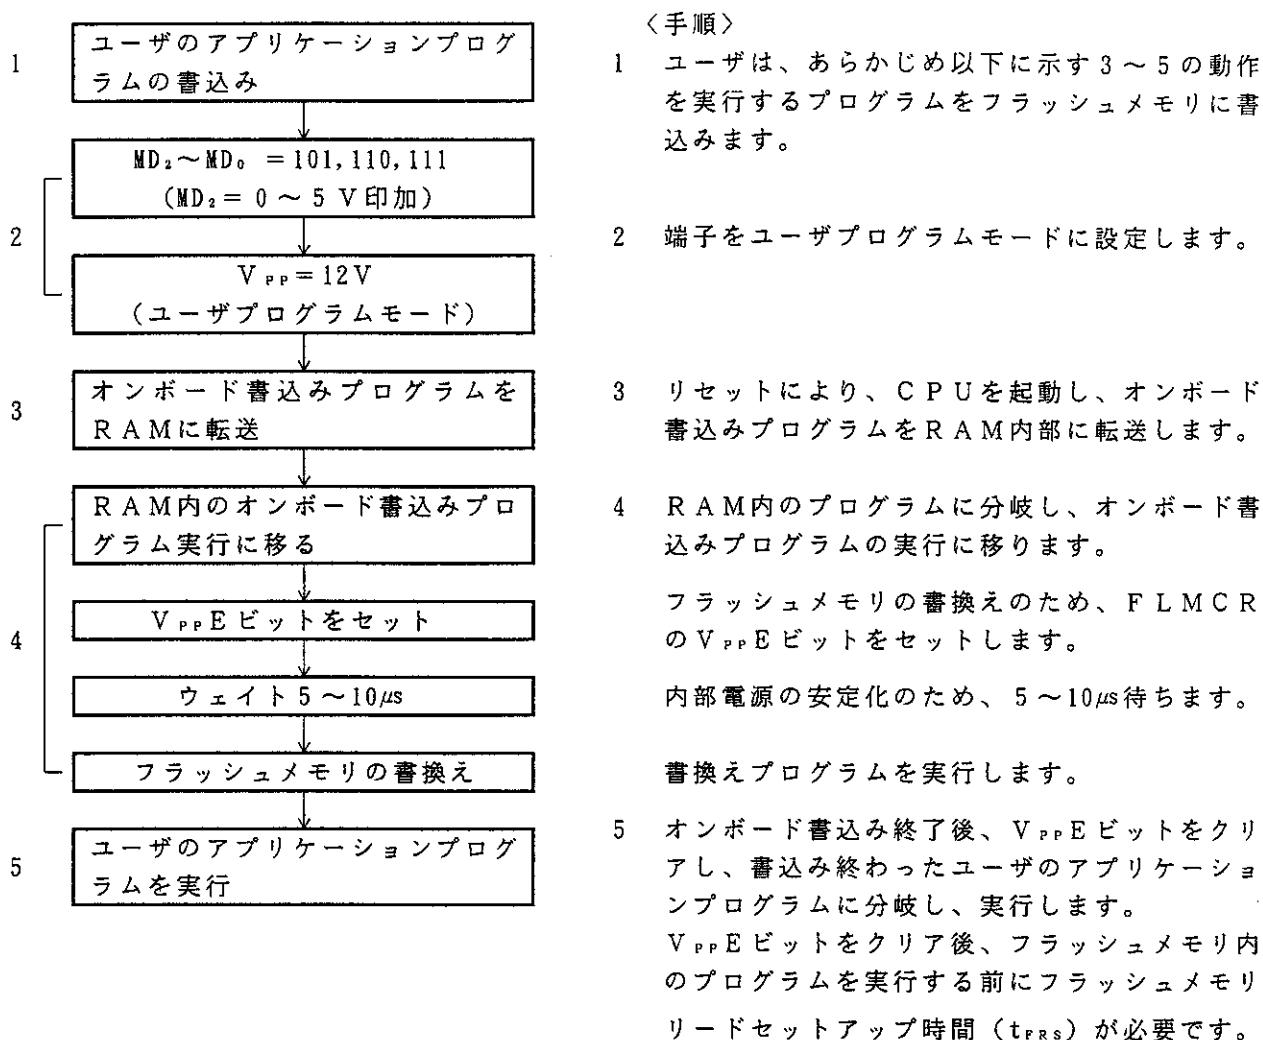 1
ユーザのアプリケーションプログ
ラムの書込み
MD₂～MD₀ ＝101,110,111
（MD₂＝0～5V印加）
2
VPP＝12V
（ユーザプログラムモード）
3
オンボード書込みプログラムを
RAMに転送
RAM内のオンボード書込みプロ
グラム実行に移る
VPPEビットをセット
4
ウェイト5～10μs
フラッシュメモリの書換え
5
ユーザのアプリケーションプログ
ラムを実行
〈手順〉
1 ユーザは、あらかじめ以下に示す3～5の動作
を実行するプログラムをフラッシュメモリに書
込みます。
2 端子をユーザプログラムモードに設定します。
3 リセットにより、CPUを起動し、オンボード
書込みプログラムをRAM内部に転送します。
4 RAM内のプログラムに分岐し、オンボード書
込みプログラムの実行に移ります。
フラッシュメモリの書換えのため、FLMCR
のVPPEビットをセットします。
内部電源の安定化のため、5～10μs待ちます。
書換えプログラムを実行します。
5 オンボード書込み終了後、VPPEビットをクリ
アし、書込み終わったユーザのアプリケーショ
ンプログラムに分岐し、実行します。
VPPEビットをクリア後、フラッシュメモリ内
のプログラムを実行する前にフラッシュメモリ
リードセットアップ時間（tFRS）が必要です。